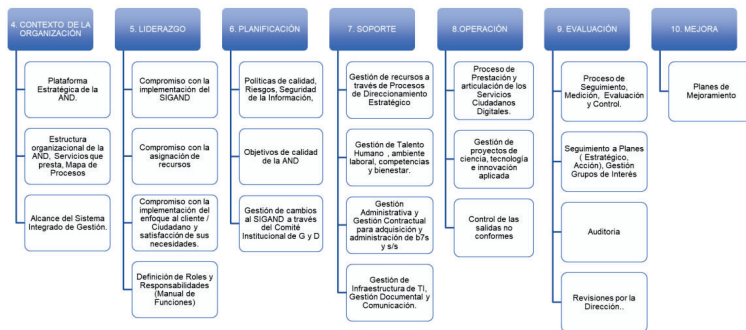 4. CONTEXTO DE LA
ORGANIZACIÓN
Plataforma
Estratégica de la
AND.
Estructura
organizacional de la
AND, Servicios que
presta, Mapa de
Procesos
Alcance del Sistema
Integrado de Gestión.
5. LIDERAZGO
Compromiso con la
implementación del
SIGAND
Compromiso con la
asignación de
recursos
Compromiso con la
implementación del
enfoque al cliente /
Ciudadano y
satisfacción de sus
necesidades.
Definición de Roles y
Responsabilidades
(Manual de
Funciones)
6. PLANIFICACIÓN
Políticas de calidad,
Riesgos, Seguridad
de la Información,
Objetivos de calidad
de la AND
Gestión de cambios
al SIGAND a través
del Comité
Institucional de G y D
7. SOPORTE
Gestión de recursos a
través de Procesos
de Direccionamiento
Estratégico
Gestión de Talento
Humano , ambiente
laboral, competencias
y bienestar.
Gestión
Administrativa y
Gestión Contractual
para adquisición y
administración de b7s
y s/s
Gestión de
Infraestructura de TI,
Gestión Documental y
Comunicación.
8.OPERACIÓN
Proceso de
Prestación y
articulación de los
Servicios
Ciudadanos
Digitales.
Gestión de
proyectos de
ciencia, tecnología
e innovación
aplicada
Control de las
salidas no
conformes
9. EVALUACIÓN
Proceso de
Seguimiento,
Medición, Evaluación
y Control.
Seguimiento a Planes
( Estratégico,
Acción), Gestión
Grupos de Interés
Auditoria
Revisiones por la
Dirección..
10. MEJORA
Planes de
Mejoramiento